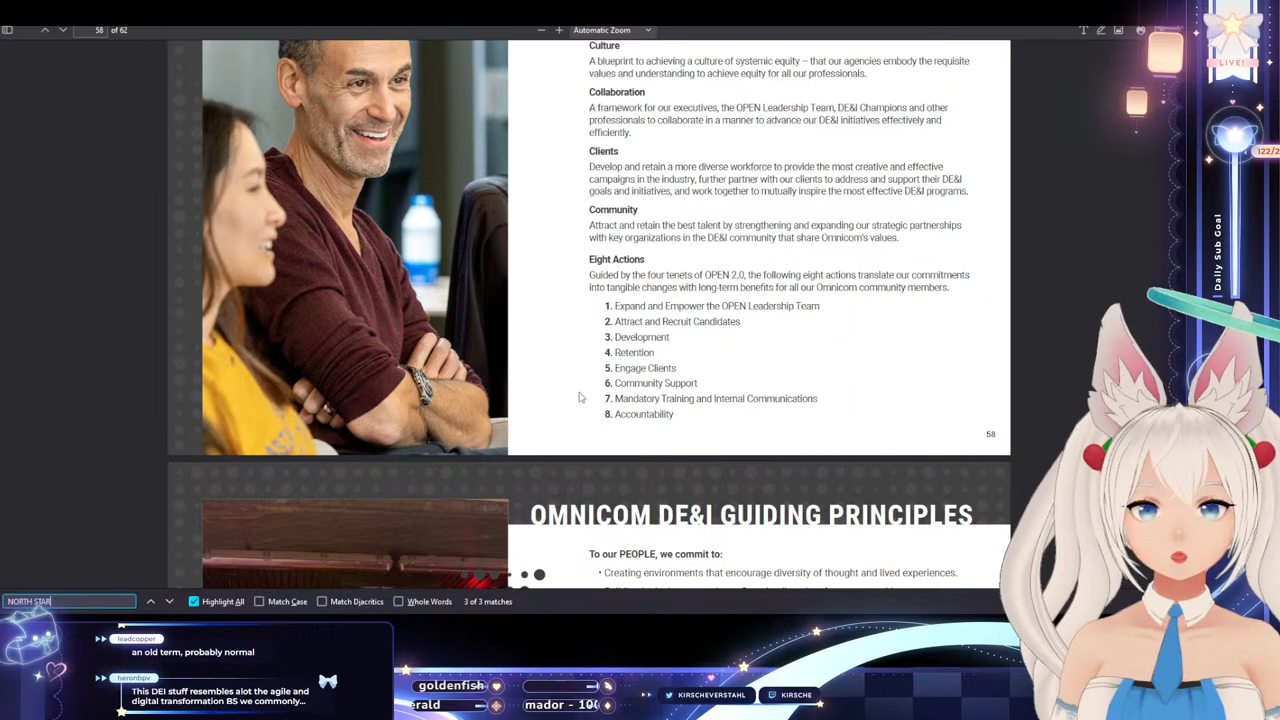 58 of 62
Automatic Zoom
LIVE!
Culture
A blueprint to achieving a culture of systemic equity – that our agencies embody the requisite
values and understanding to achieve equity for all our professionals.
Collaboration
A framework for our executives, the OPEN Leadership Team, DE&I Champions and other
professionals to collaborate in a manner to advance our DE&I initiatives effectively and
efficiently.
Clients
Develop and retain a more diverse workforce to provide the most creative and effective
campaigns in the industry, further partner with our clients to address and support their DE&I
goals and initiatives, and work together to mutually inspire the most effective DE&I programs.
Community
Attract and retain the best talent by strengthening and expanding our strategic partnerships
with key organizations in the DE&I community that share Omnicom's values.
Eight Actions
Guided by the four tenets of OPEN 2.0, the following eight actions translate our commitments
into tangible changes with long-term benefits for all our Omnicom community members.
1. Expand and Empower the OPEN Leadership Team
2. Attract and Recruit Candidates
3. Development
4. Retention
5. Engage Clients
6. Community Support
7. Mandatory Training and Internal Communications
8. Accountability
58
OMNICOM DE&I GUIDING PRINCIPLES
To our PEOPLE, we commit to:
• Creating environments that encourage diversity of thought and lived experiences.
122/2
Daily Sub Goal
NORTH STAR
Highlight All
Match Case
Match Diacritics
Whole Words
3 of 3 matches
leadcopper
an old term, probably normal
heronbpv
This DEI stuff resembles alot the agile and
digital transformation BS we commonly...
goldenfish
erald
mador - 100
KIRSCHEVERSTAHL
KIRSCHE